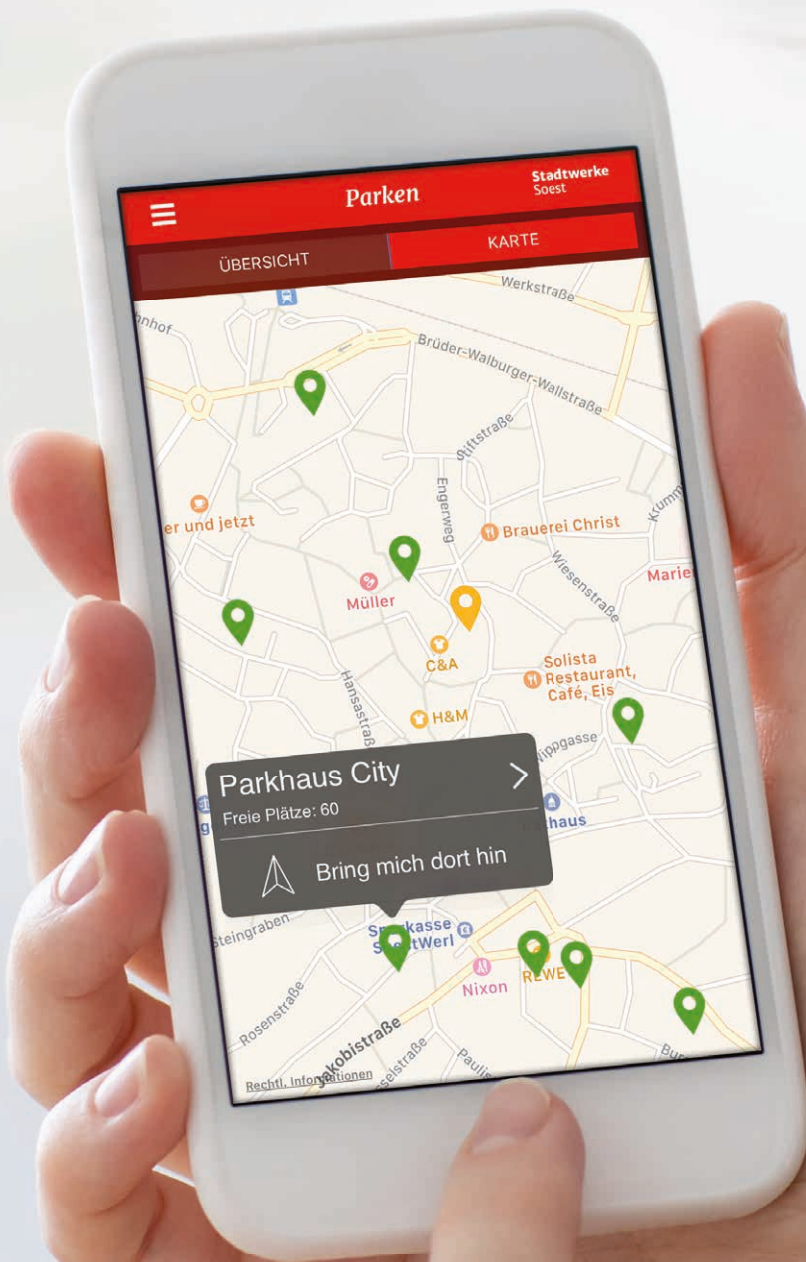 Parken
Stadtwerke
Soest
ÜBERSICHT
KARTE
Werkstraße
Brüder-Walburger-Wallstraße
Stiftstraße
Engerweg
er und jetzt
Brauerei Christ
Müller
Wiesenstraße
C&A
Solista
Restaurant,
Café, Eis
H&M
Parkhaus City
Freie Plätze: 60
Bring mich dort hin
Steingraben
Sparkasse
SoestWerl
Nixon
REWE
Rosenstraße
Jakobistraße
Rechtl. Informationen